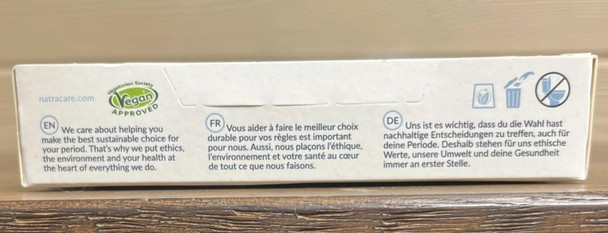 natracare.com
Vegetarian Society
Vegan
APPROVED
EN We care about helping you
make the best sustainable choice for
your period. That's why we put ethics,
the environment and your health at
the heart of everything we do.
FR Vous aider à faire le meilleur choix
durable pour vos règles est important
pour nous. Aussi, nous plaçons l'éthique,
l'environnement et votre santé au cœur
de tout ce que nous faisons.
DE Uns ist es wichtig, dass du die Wahl hast
nachhaltige Entscheidungen zu treffen, auch für
deine Periode. Deshalb stehen für uns ethische
Werte, unsere Umwelt und deine Gesundheit
immer an erster Stelle.